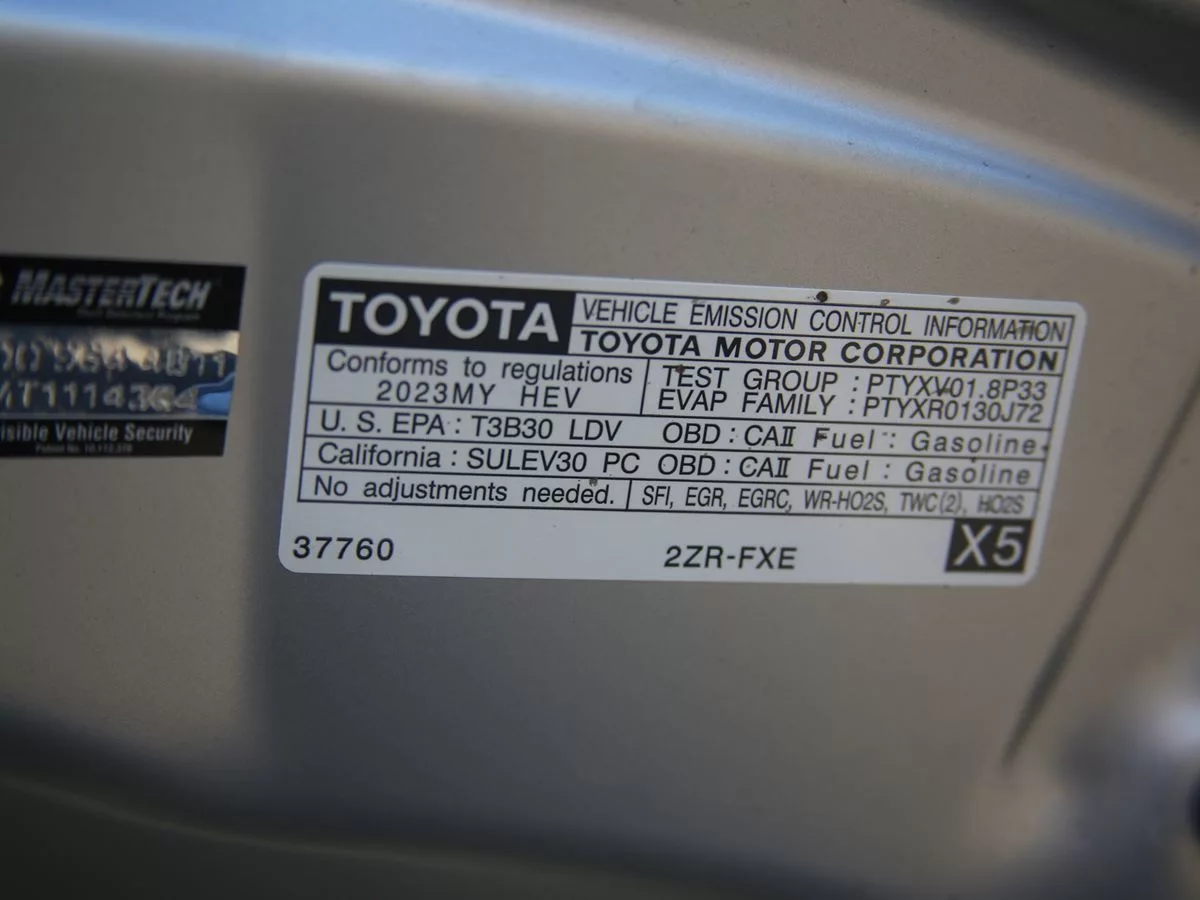 MASTERTECH
isible Vehicle Security
TOYOTA
VEHICLE EMISSION CONTROL INFORMATION
TOYOTA MOTOR CORPORATION
Conforms to regulations
2023MY HEV
TEST GROUP : PTYXV01.8P33
EVAP FAMILY : PTYXR0130J72
U. S. EPA : T3B30 LDV OBD : CAII Fuel : Gasoline
California : SULEV30 PC OBD : CAII Fuel : Gasoline
No adjustments needed.
SFI, EGR, EGRC, WR-HO2S, TWC(2), HO2S
37760
2ZR-FXE
X5